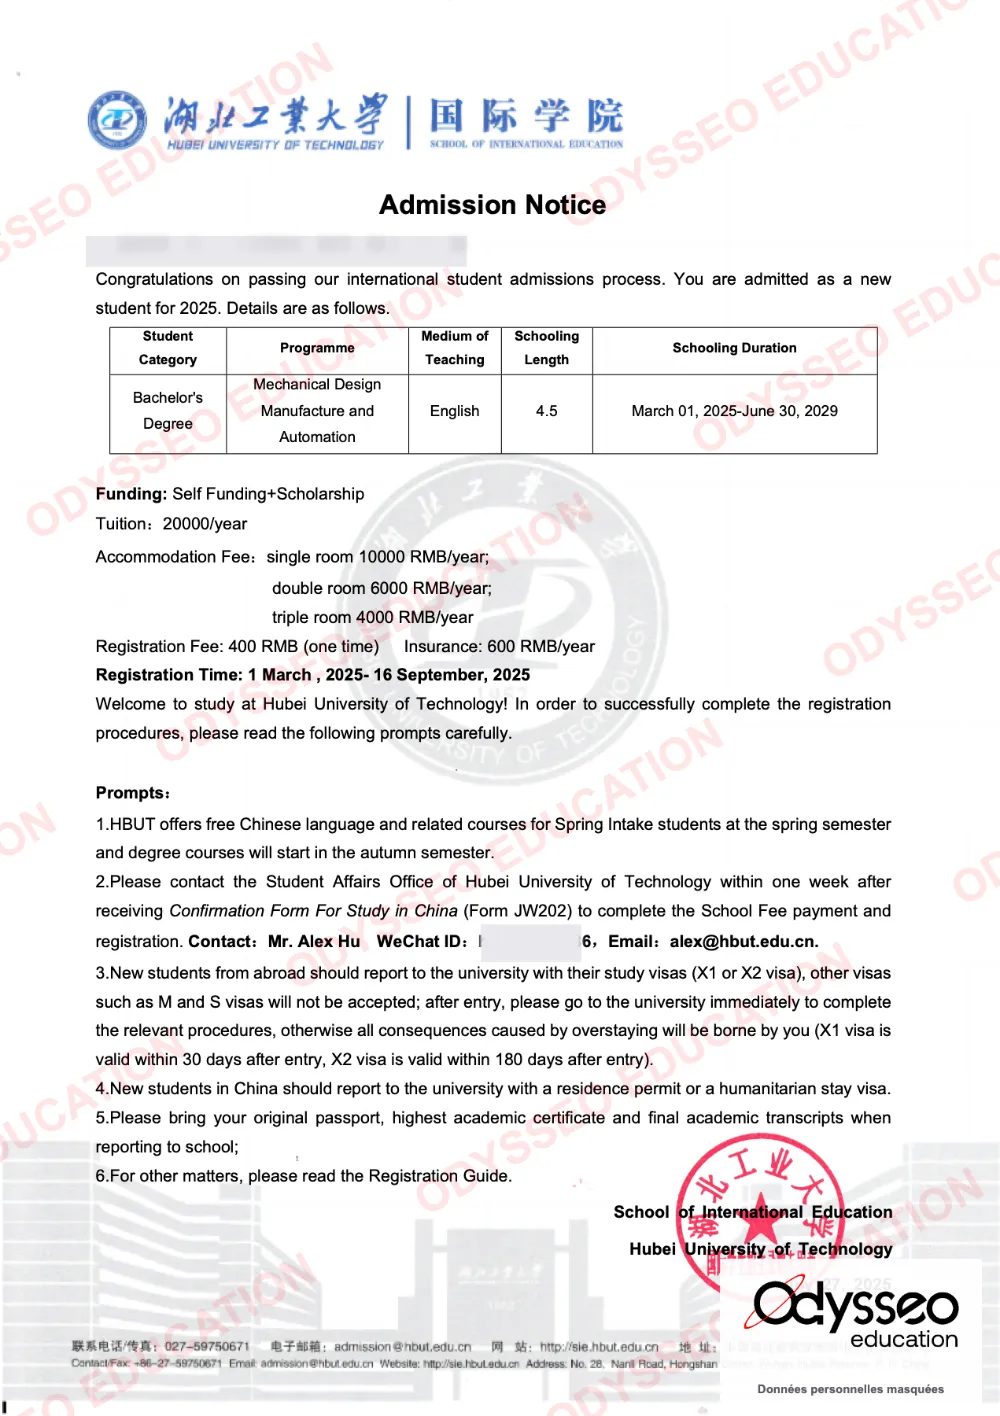 湖北工業大学 国际学院
HUBEI UNIVERSITY OF TECHNOLOGY SCHOOL OF INTERNATIONAL EDUCATION
Admission Notice
Congratulations on passing our international student admissions process. You are admitted as a new
student for 2025. Details are as follows.
Student Category Programme Medium of Teaching Schooling Length Schooling Duration
Bachelor's Degree Mechanical Design Manufacture and Automation English 4.5 March 01, 2025-June 30, 2029
Funding: Self Funding+Scholarship
Tuition：20000/year
Accommodation Fee：single room 10000 RMB/year;
double room 6000 RMB/year;
triple room 4000 RMB/year
Registration Fee: 400 RMB (one time) Insurance: 600 RMB/year
Registration Time: 1 March , 2025- 16 September, 2025
Welcome to study at Hubei University of Technology! In order to successfully complete the registration
procedures, please read the following prompts carefully.
Prompts：
1.HBUT offers free Chinese language and related courses for Spring Intake students at the spring semester
and degree courses will start in the autumn semester.
2.Please contact the Student Affairs Office of Hubei University of Technology within one week after
receiving Confirmation Form For Study in China (Form JW202) to complete the School Fee payment and
registration. Contact：Mr. Alex Hu WeChat ID： 6，Email：alex@hbut.edu.cn.
3.New students from abroad should report to the university with their study visas (X1 or X2 visa), other visas
such as M and S visas will not be accepted; after entry, please go to the university immediately to complete
the relevant procedures, otherwise all consequences caused by overstaying will be borne by you (X1 visa is
valid within 30 days after entry, X2 visa is valid within 180 days after entry).
4.New students in China should report to the university with a residence permit or a humanitarian stay visa.
5.Please bring your original passport, highest academic certificate and final academic transcripts when
reporting to school;
6.For other matters, please read the Registration Guide.
School of International Education
Hubei University of Technology
27, 2025
湖北工业大学
Odysseo
education
Données personnelles masquées
联系电话/传真：027-59750671 电子邮箱：admission@hbut.edu.cn 网 站：http://sie.hbut.edu.cn 地 址：
Contact/Fax: +86-27-59750671 Email: admission@hbut.edu.cn Website: http://sie.hbut.edu.cn Address: No. 28, Nanli Road, Hongshan
ODYSSEO EDUCATION